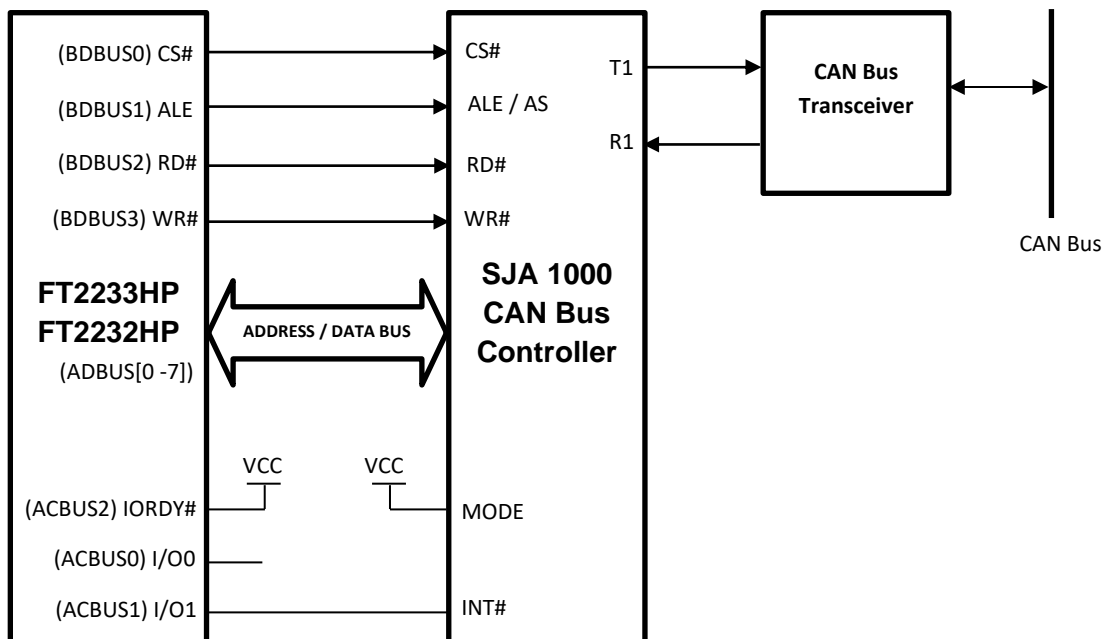 (BDBUS0) CS#
(BDBUS1) ALE
(BDBUS2) RD#
(BDBUS3) WR#
FT2233HP
FT2232HP
(ADBUS[0 -7])
(ACBUS2) IORDY#
(ACBUS0) I/O0
(ACBUS1) I/O1
ADDRESS / DATA BUS
VCC
VCC
CS#
ALE / AS
RD#
WR#
SJA 1000
CAN Bus
Controller
MODE
INT#
T1
R1
CAN Bus
Transceiver
CAN Bus